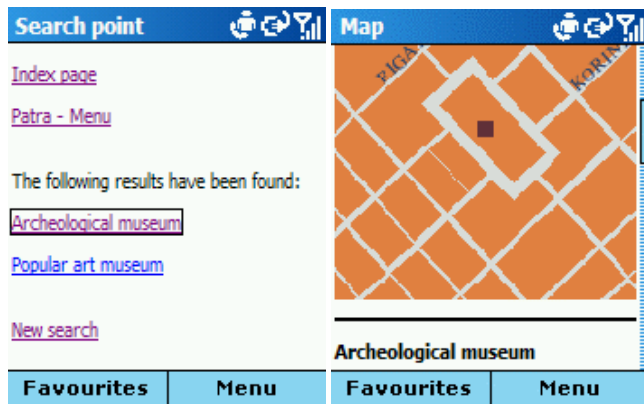 Search point
Index page
Patra - Menu
The following results have been found:
Archeological museum
Popular art museum
New search
Favourites
Menu
Map
RIGA
KORIN
Archeological museum
Favourites
Menu